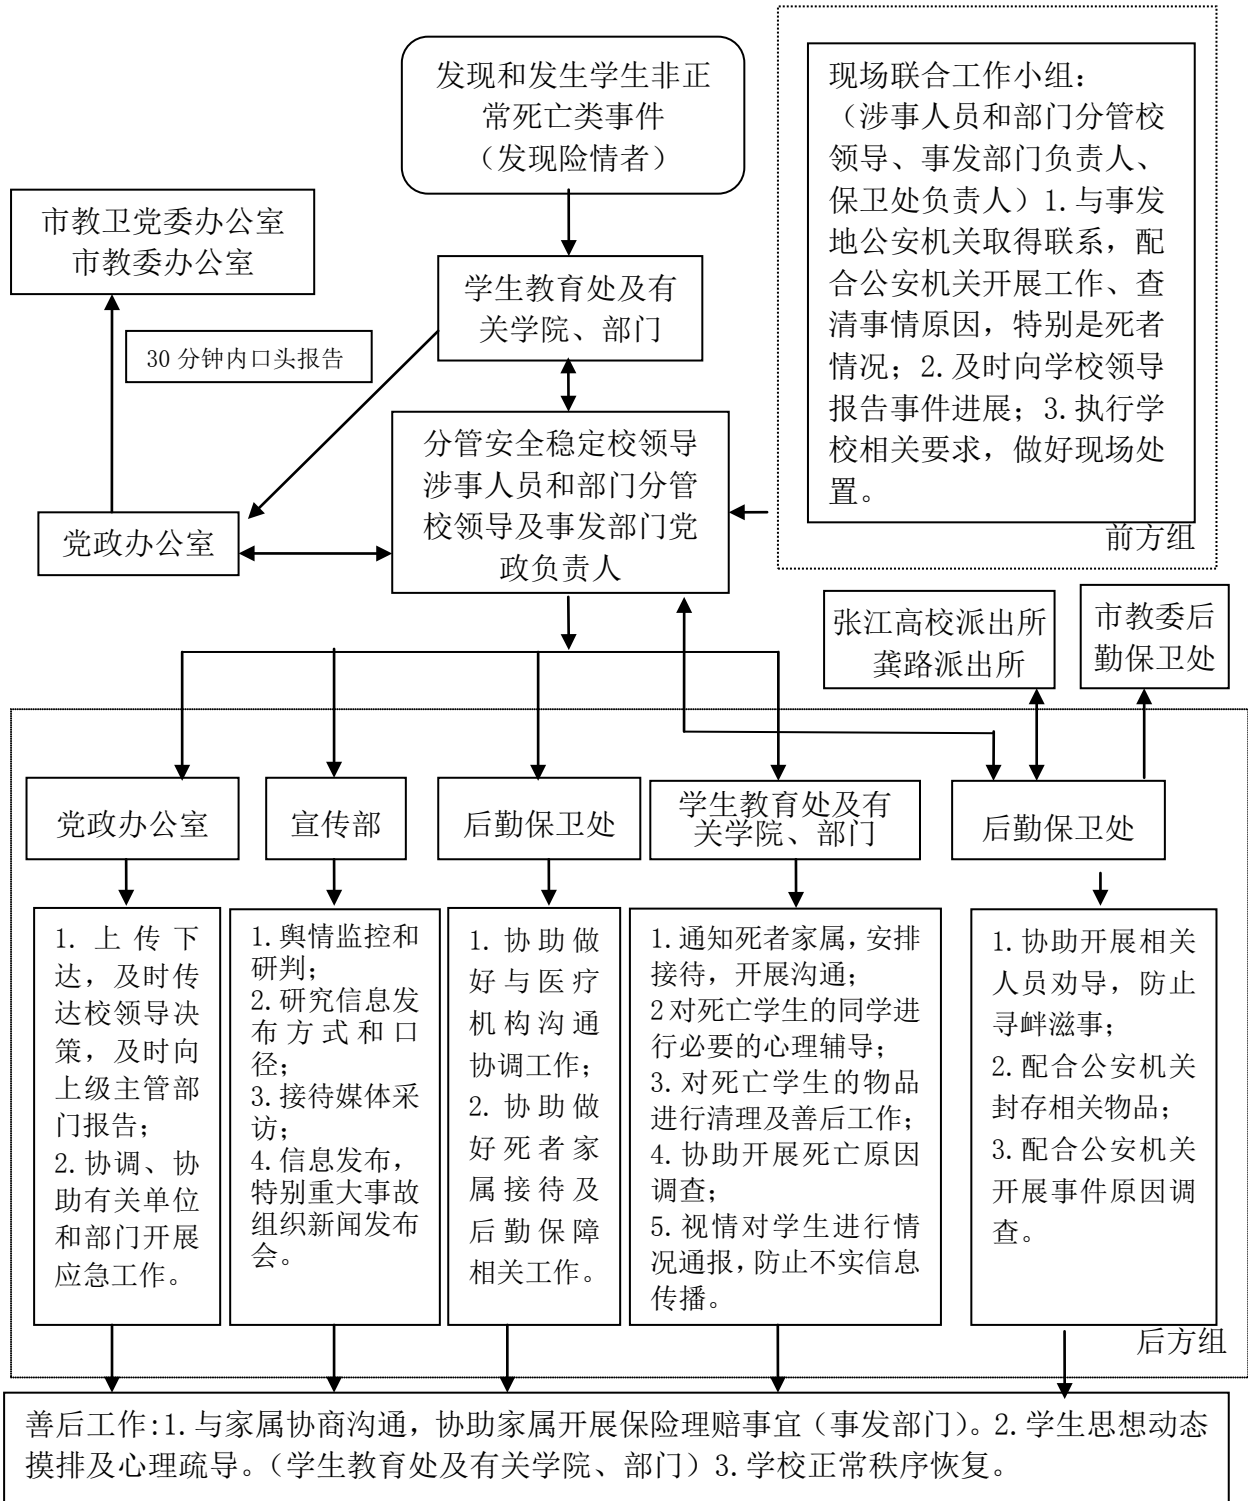 发现和发生学生非正
常死亡类事件
（发现险情者）
现场联合工作小组：
（涉事人员和部门分管校
领导、事发部门负责人、
保卫处负责人）1.与事发
地公安机关取得联系，配
合公安机关开展工作、查
清事情原因，特别是死者
情况；2.及时向学校领导
报告事件进展；3.执行学
校相关要求，做好现场处
置。
前方组
市教卫党委办公室
市教委办公室
学生教育处及有
关学院、部门
30 分钟内口头报告
分管安全稳定校领导
涉事人员和部门分管
校领导及事发部门党
政负责人
党政办公室
张江高校派出所
龚路派出所
市教委后
勤保卫处
党政办公室
宣传部
后勤保卫处
学生教育处及有
关学院、部门
后勤保卫处
1. 上传下
达，及时传
达校领导决
策，及时向
上级主管部
门报告；
2.协调、协
助有关单位
和部门开展
应急工作。
1.舆情监控和
研判；
2.研究信息发
布方式和口
径；
3.接待媒体采
访；
4.信息发布，
特别重大事故
组织新闻发布
会。
1. 协助做
好与医疗
机构沟通
协调工作；
2. 协助做
好死者家
属接待及
后勤保障
相关工作。
1.通知死者家属，安排
接待，开展沟通；
2 对死亡学生的同学进
行必要的心理辅导；
3.对死亡学生的物品
进行清理及善后工作；
4.协助开展死亡原因
调查；
5.视情对学生进行情
况通报，防止不实信息
传播。
1.协助开展相关
人员劝导，防止
寻衅滋事；
2.配合公安机关
封存相关物品；
3.配合公安机关
开展事件原因调
查。
后方组
善后工作：1.与家属协商沟通，协助家属开展保险理赔事宜（事发部门）。2.学生思想动态
摸排及心理疏导。（学生教育处及有关学院、部门）3.学校正常秩序恢复。